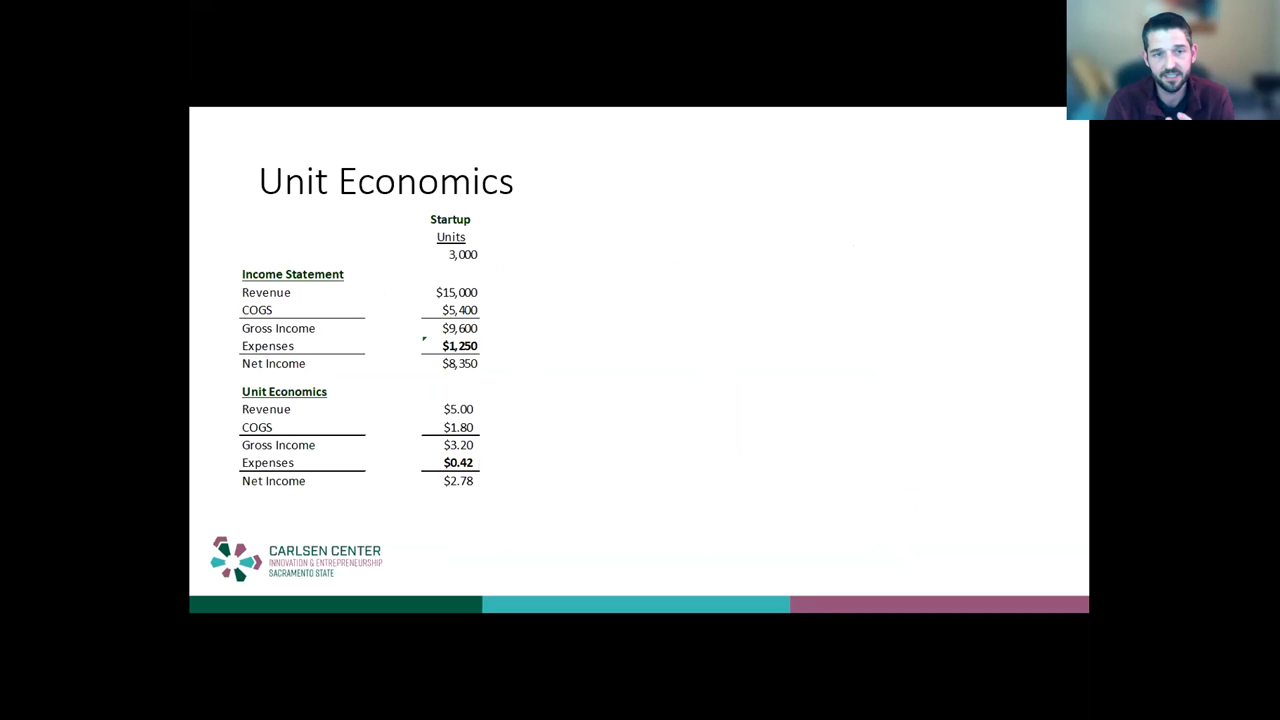 Unit Economics
Startup
Units
3,000
Income Statement
Revenue $15,000
COGS $5,400
Gross Income $9,600
Expenses $1,250
Net Income $8,350
Unit Economics
Revenue $5.00
COGS $1.80
Gross Income $3.20
Expenses $0.42
Net Income $2.78
CARLSEN CENTER
INNOVATION & ENTREPRENEURSHIP
SACRAMENTO STATE